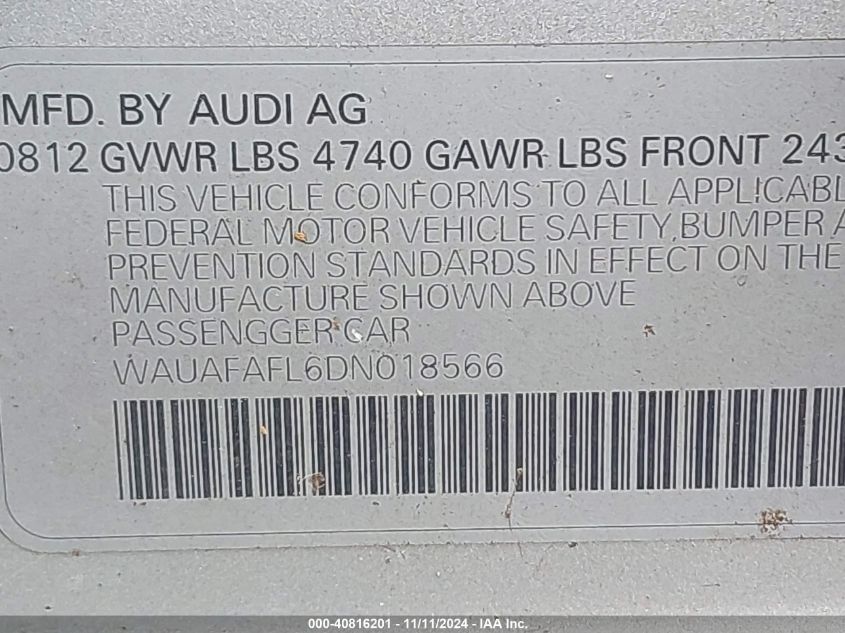 MFD. BY AUDI AG
0812 GVWR LBS 4740 GAWR LBS FRONT 243
THIS VEHICLE CONFORMS TO ALL APPLICABL
FEDERAL MOTOR VEHICLE SAFETY,BUMPER A
PREVENTION STANDARDS IN EFFECT ON THE
MANUFACTURE SHOWN ABOVE
PASSENGGER CAR
WAUAFAFL6DN018566
000-40816201 - 11/11/2024 - IAA Inc.